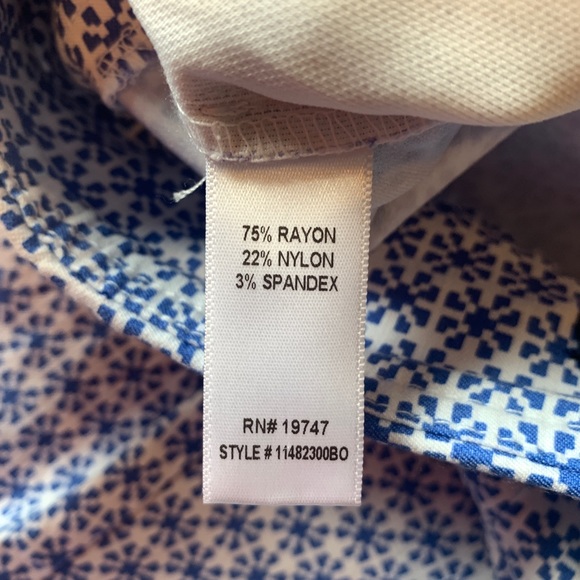 75% RAYON
22% NYLON
3% SPANDEX
RN# 19747
STYLE # 11482300BO